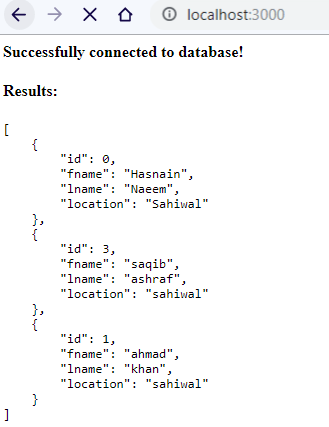 localhost:3000
Successfully connected to database!
Results:
[
    {
        "id": 0,
        "fname": "Hasnain",
        "lname": "Naeem",
        "location": "Sahiwal"
    },
    {
        "id": 3,
        "fname": "saqib",
        "lname": "ashraf",
        "location": "sahiwal"
    },
    {
        "id": 1,
        "fname": "ahmad",
        "lname": "khan",
        "location": "sahiwal"
    }
]